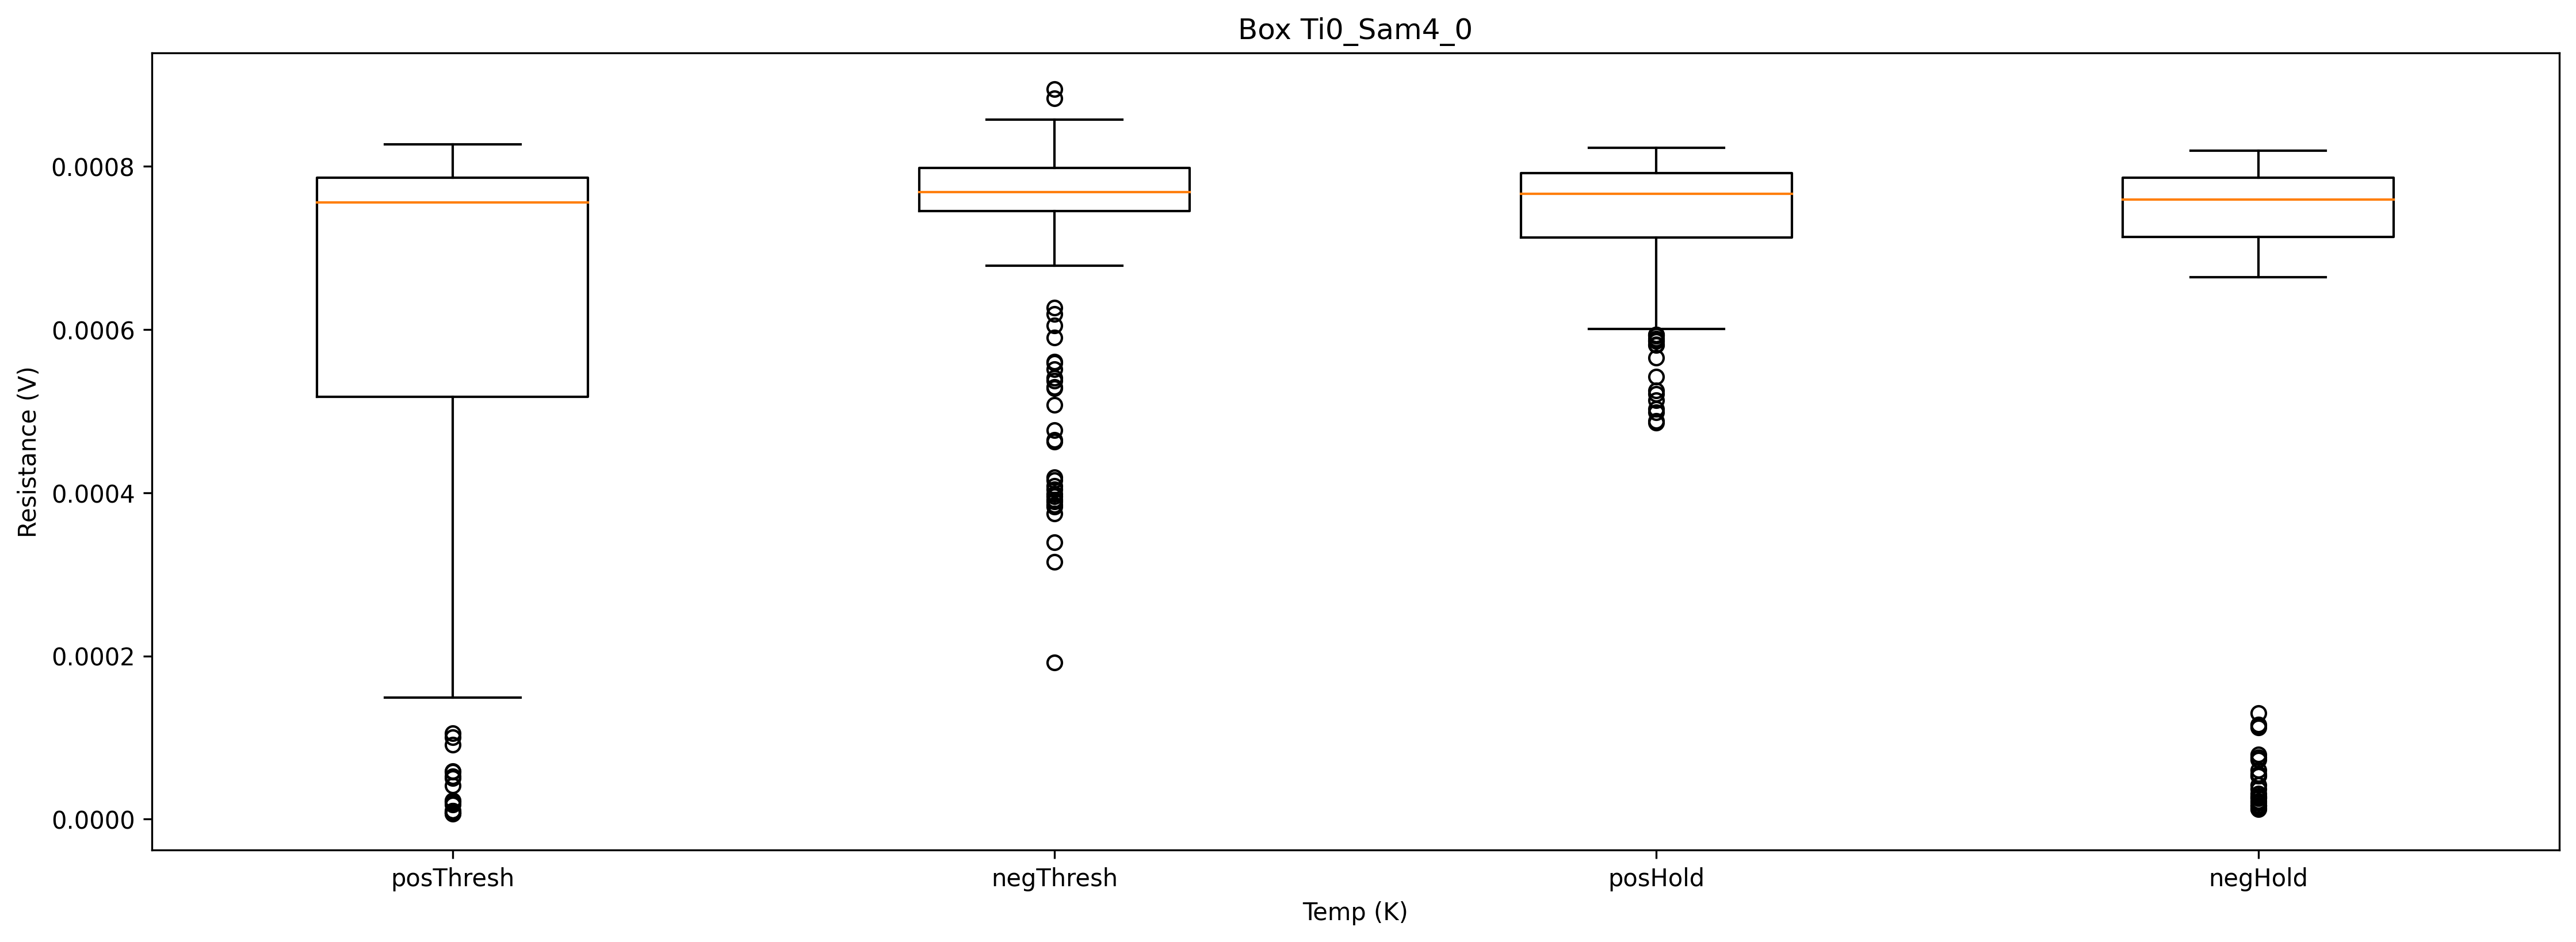 Box Ti0_Sam4_0
Resistance (V)
0.0008
0.0006
0.0004
0.0002
0.0000
posThresh
negThresh
posHold
negHold
Temp (K)